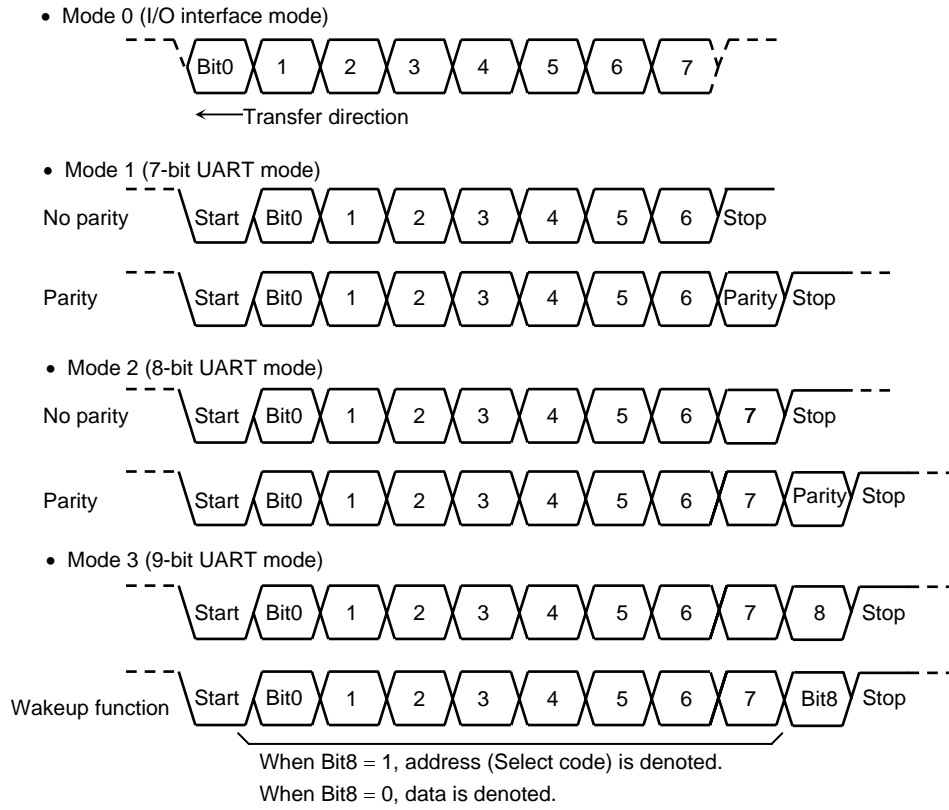 • Mode 0 (I/O interface mode)
Bit0 1 2 3 4 5 6 7
Transfer direction
• Mode 1 (7-bit UART mode)
No parity Start Bit0 1 2 3 4 5 6 Stop
Parity Start Bit0 1 2 3 4 5 6 Parity Stop
• Mode 2 (8-bit UART mode)
No parity Start Bit0 1 2 3 4 5 6 7 Stop
Parity Start Bit0 1 2 3 4 5 6 7 Parity Stop
• Mode 3 (9-bit UART mode)
Start Bit0 1 2 3 4 5 6 7 8 Stop
Wakeup function Start Bit0 1 2 3 4 5 6 7 Bit8 Stop
When Bit8 = 1, address (Select code) is denoted.
When Bit8 = 0, data is denoted.